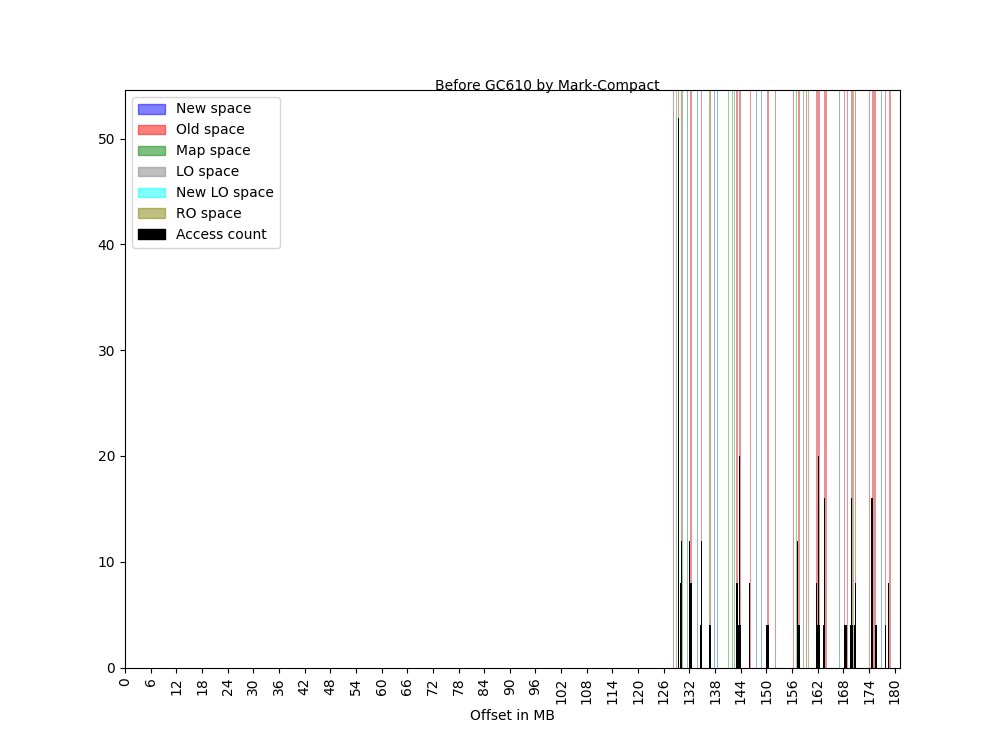 Before GC610 by Mark-Compact
New space
Old space
Map space
LO space
New LO space
RO space
Access count
50
40
30
20
10
0
0 6 12 18 24 30 36 42 48 54 60 66 72 78 84 90 96 102 108 114 120 126 132 138 144 150 156 162 168 174 180
Offset in MB